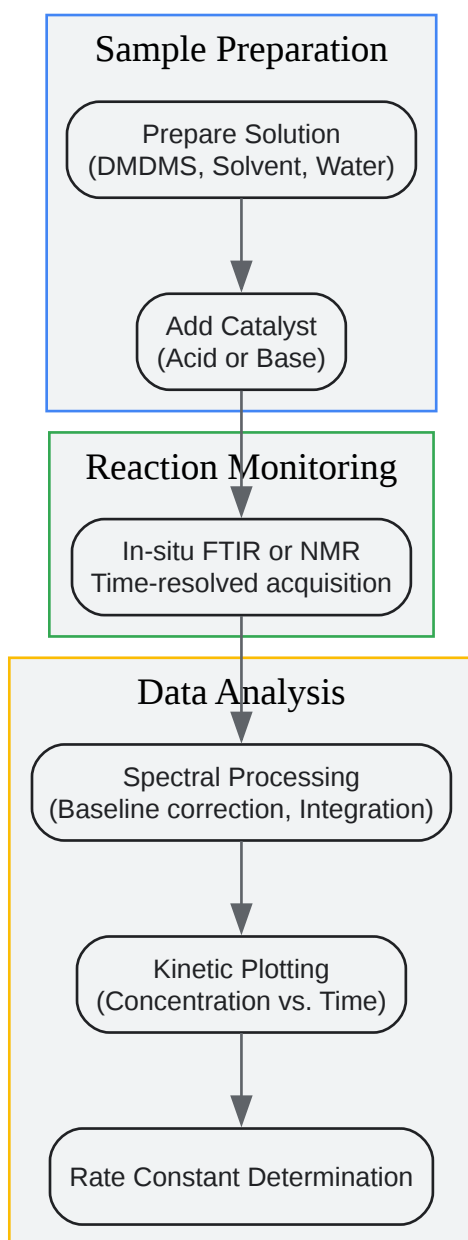 Sample Preparation
Prepare Solution
(DMDMS, Solvent, Water)
Add Catalyst
(Acid or Base)
Reaction Monitoring
In-situ FTIR or NMR
Time-resolved acquisition
Data Analysis
Spectral Processing
(Baseline correction, Integration)
Kinetic Plotting
(Concentration vs. Time)
Rate Constant Determination